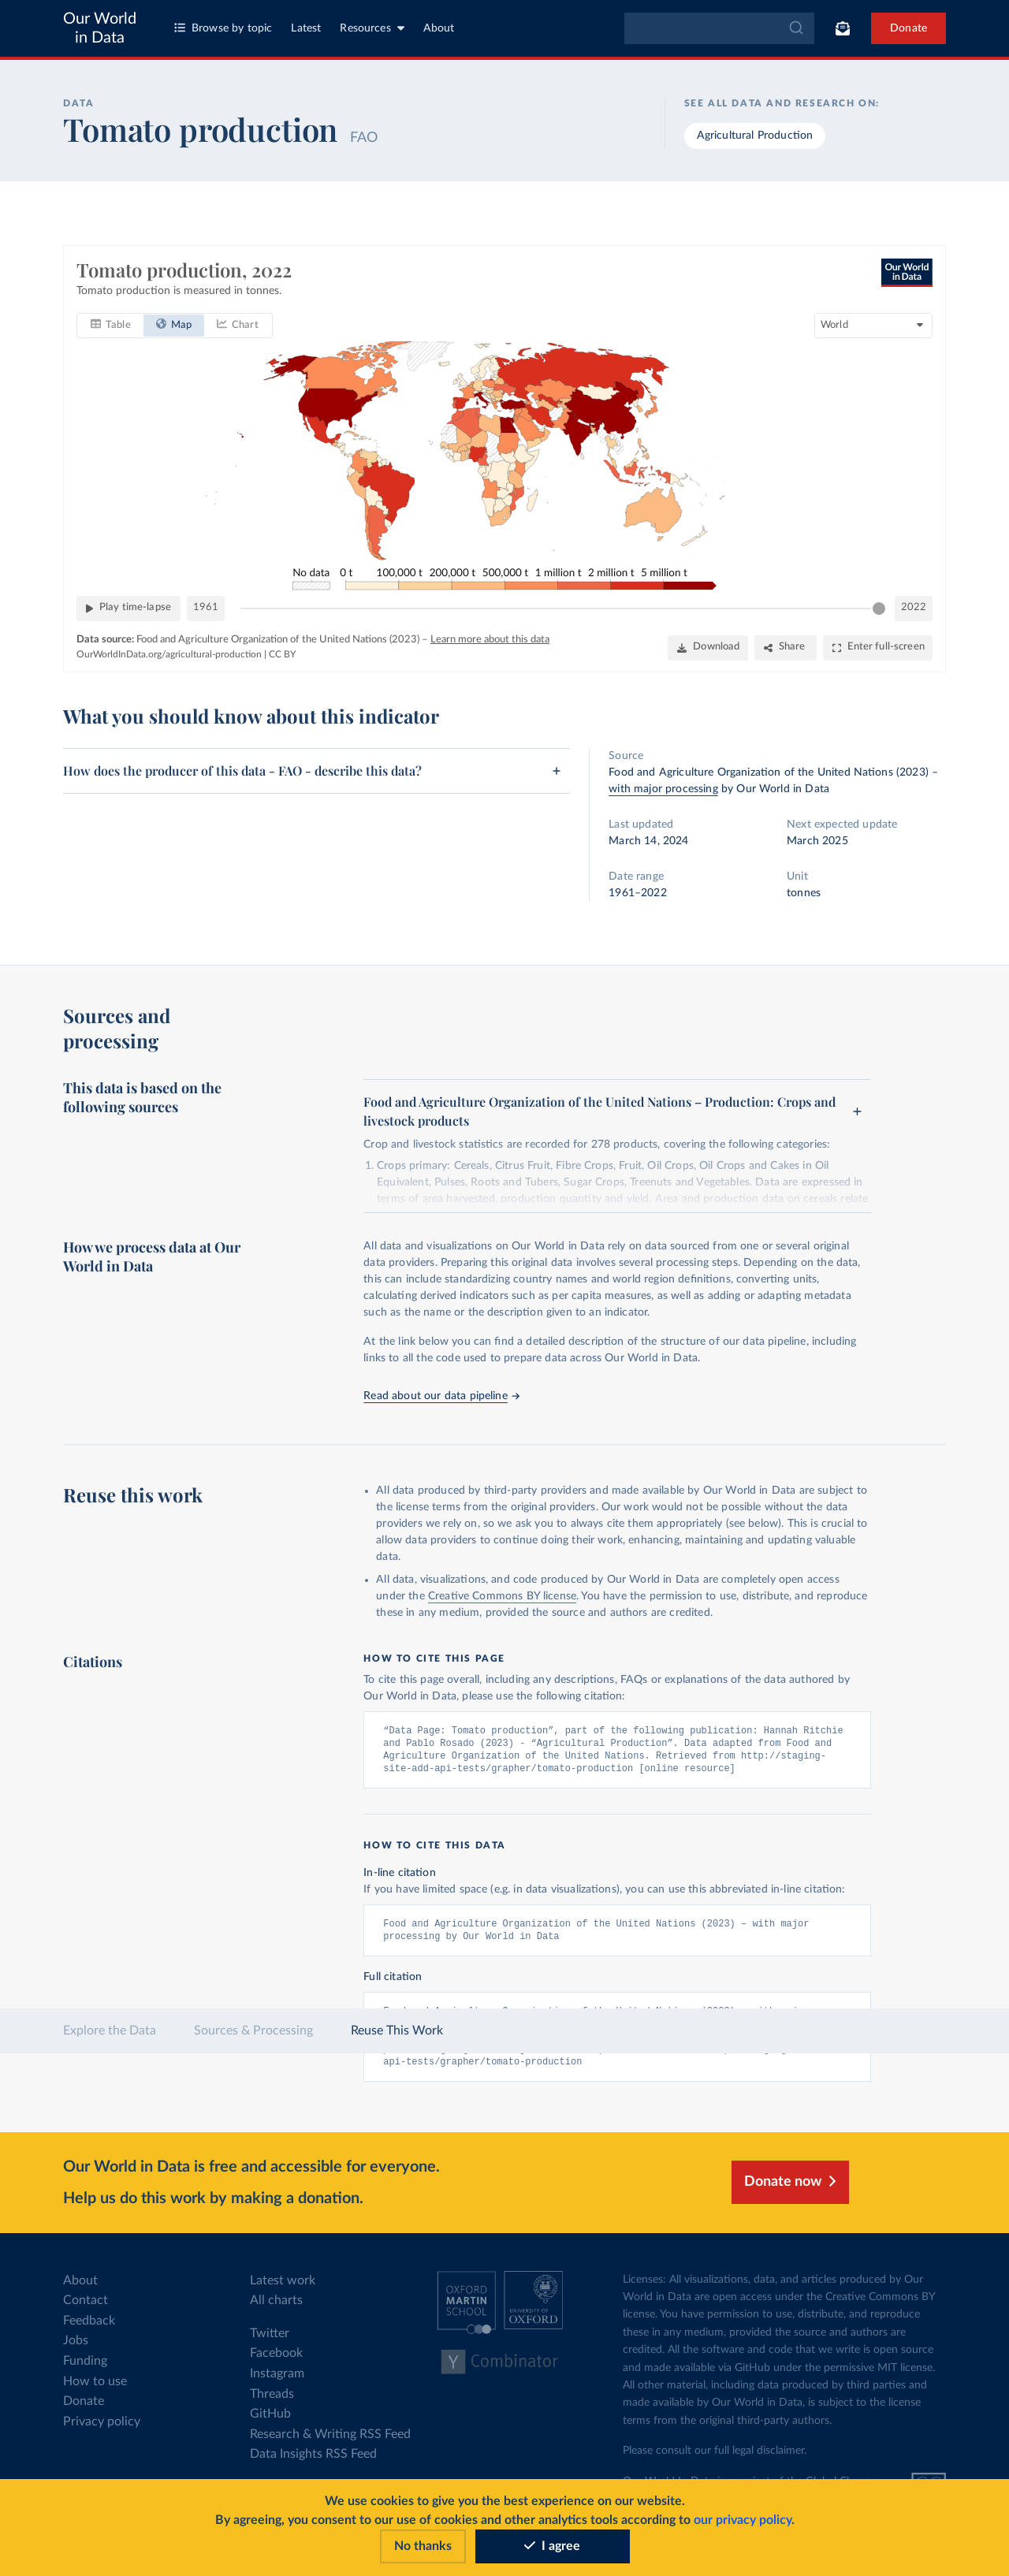 Our World
in Data
Browse by topic
Latest
Resources
About
Donate
DATA
Tomato production FAO
SEE ALL DATA AND RESEARCH ON:
Agricultural Production
Tomato production, 2022
Tomato production is measured in tonnes.
Our World
in Data
Table
Map
Chart
World
No data
0 t
100,000 t
200,000 t
500,000 t
1 million t
2 million t
5 million t
Play time-lapse
1961
2022
Data source: Food and Agriculture Organization of the United Nations (2023) – Learn more about this data
OurWorldInData.org/agricultural-production | CC BY
Download
Share
Enter full-screen
What you should know about this indicator
How does the producer of this data - FAO - describe this data?
+
Source
Food and Agriculture Organization of the United Nations (2023) –
with major processing by Our World in Data
Last updated
March 14, 2024
Next expected update
March 2025
Date range
1961–2022
Unit
tonnes
Sources and
processing
This data is based on the
following sources
Food and Agriculture Organization of the United Nations – Production: Crops and
livestock products
+
Crop and livestock statistics are recorded for 278 products, covering the following categories:
1. Crops primary: Cereals, Citrus Fruit, Fibre Crops, Fruit, Oil Crops, Oil Crops and Cakes in Oil
Equivalent, Pulses, Roots and Tubers, Sugar Crops, Treenuts and Vegetables. Data are expressed in
terms of area harvested, production quantity and yield. Area and production data on cereals relate
How we process data at Our
World in Data
All data and visualizations on Our World in Data rely on data sourced from one or several original
data providers. Preparing this original data involves several processing steps. Depending on the data,
this can include standardizing country names and world region definitions, converting units,
calculating derived indicators such as per capita measures, as well as adding or adapting metadata
such as the name or the description given to an indicator.
At the link below you can find a detailed description of the structure of our data pipeline, including
links to all the code used to prepare data across Our World in Data.
Read about our data pipeline →
Reuse this work
• All data produced by third-party providers and made available by Our World in Data are subject to
the license terms from the original providers. Our work would not be possible without the data
providers we rely on, so we ask you to always cite them appropriately (see below). This is crucial to
allow data providers to continue doing their work, enhancing, maintaining and updating valuable
data.
• All data, visualizations, and code produced by Our World in Data are completely open access
under the Creative Commons BY license. You have the permission to use, distribute, and reproduce
these in any medium, provided the source and authors are credited.
Citations
HOW TO CITE THIS PAGE
To cite this page overall, including any descriptions, FAQs or explanations of the data authored by
Our World in Data, please use the following citation:
“Data Page: Tomato production”, part of the following publication: Hannah Ritchie
and Pablo Rosado (2023) - “Agricultural Production”. Data adapted from Food and
Agriculture Organization of the United Nations. Retrieved from http://staging-
site-add-api-tests/grapher/tomato-production [online resource]
HOW TO CITE THIS DATA
In-line citation
If you have limited space (e.g. in data visualizations), you can use this abbreviated in-line citation:
Food and Agriculture Organization of the United Nations (2023) – with major
processing by Our World in Data
Full citation
Explore the Data
Sources & Processing
Reuse This Work
api-tests/grapher/tomato-production
Our World in Data is free and accessible for everyone.
Help us do this work by making a donation.
Donate now
About
Contact
Feedback
Jobs
Funding
How to use
Donate
Privacy policy
Latest work
All charts
Twitter
Facebook
Instagram
Threads
GitHub
Research & Writing RSS Feed
Data Insights RSS Feed
OXFORD
MARTIN
SCHOOL
UNIVERSITY OF
OXFORD
Y Combinator
Licenses: All visualizations, data, and articles produced by Our
World in Data are open access under the Creative Commons BY
license. You have permission to use, distribute, and reproduce
these in any medium, provided the source and authors are
credited. All the software and code that we write is open source
and made available via GitHub under the permissive MIT license.
All other material, including data produced by third parties and
made available by Our World in Data, is subject to the license
terms from the original third-party authors.
Please consult our full legal disclaimer.
We use cookies to give you the best experience on our website.
By agreeing, you consent to our use of cookies and other analytics tools according to our privacy policy.
No thanks
I agree